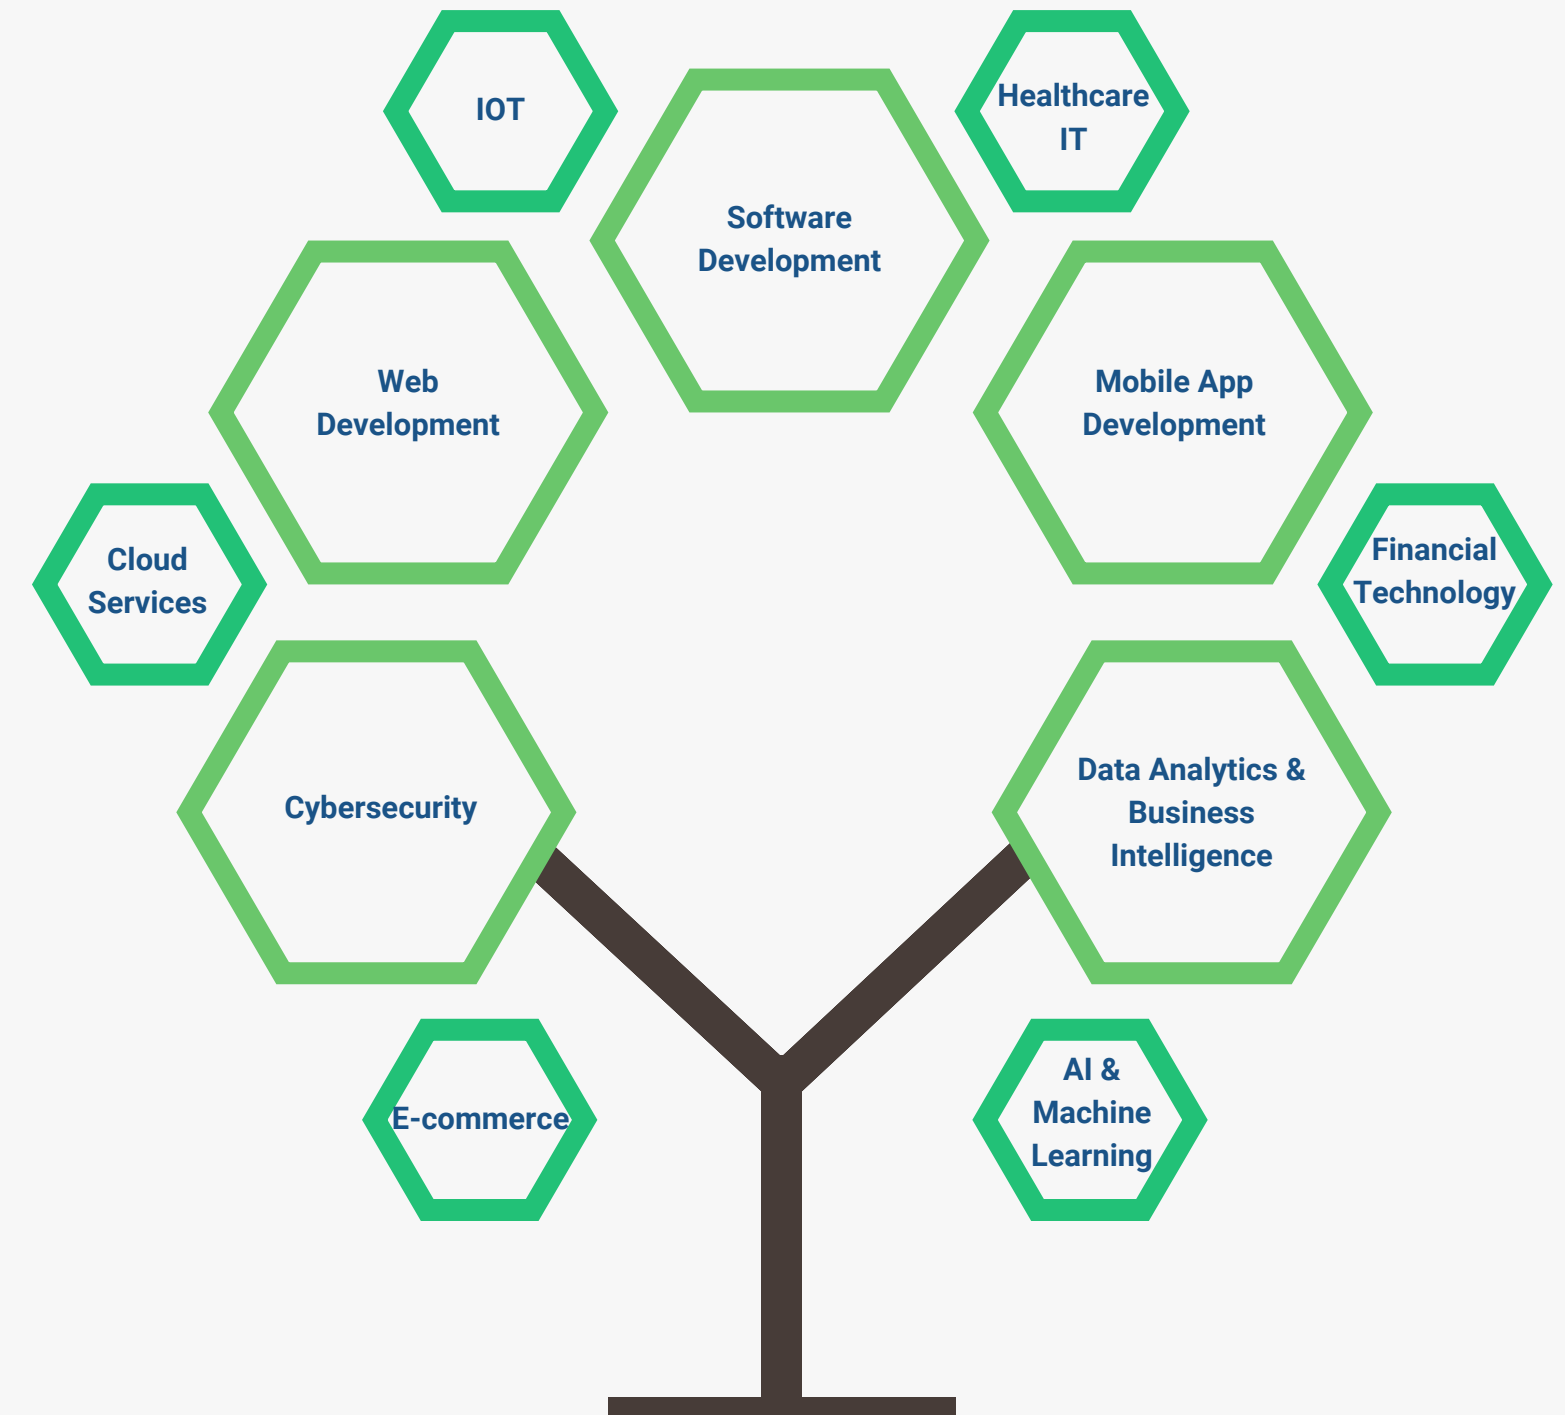 IOT
Healthcare
IT
Software
Development
Web
Development
Mobile App
Development
Cloud
Services
Financial
Technology
Cybersecurity
Data Analytics &
Business
Intelligence
E-commerce
AI &
Machine
Learning